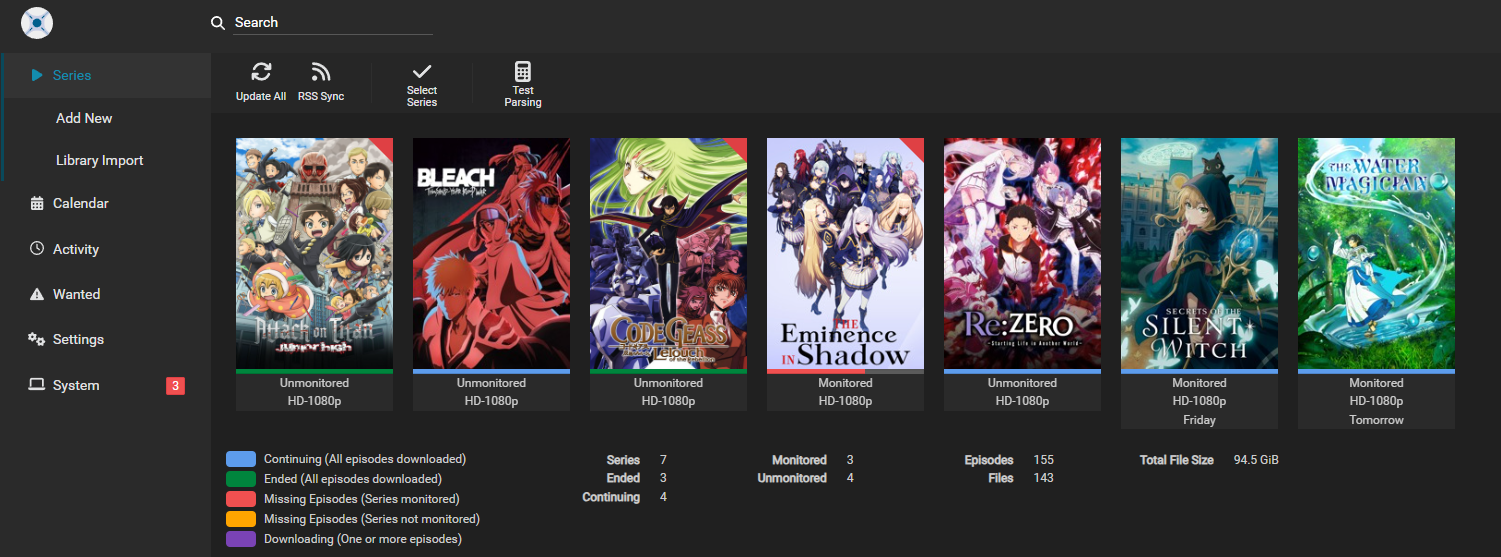 Search
Series
Add New
Library Import
Calendar
Activity
Wanted
Settings
System 3
Update All
RSS Sync
Select
Series
Test
Parsing
Attack on Titan
Junior high
Unmonitored
HD-1080p
BLEACH
THOUSAND-YEAR BLOOD WAR
Unmonitored
HD-1080p
CODE GEASS
Lelouch
of the Rebellion
Unmonitored
HD-1080p
THE
Eminence
IN Shadow
Monitored
HD-1080p
Re:ZERO
~Starting Life in Another World~
Unmonitored
HD-1080p
SECRETS OF THE
SILENT
WITCH
Monitored
HD-1080p
Friday
THE WATER
MAGICIAN
Monitored
HD-1080p
Tomorrow
Continuing (All episodes downloaded)
Ended (All episodes downloaded)
Missing Episodes (Series monitored)
Missing Episodes (Series not monitored)
Downloading (One or more episodes)
Series 7
Ended 3
Continuing 4
Monitored 3
Unmonitored 4
Episodes 155
Files 143
Total File Size 94.5 GiB